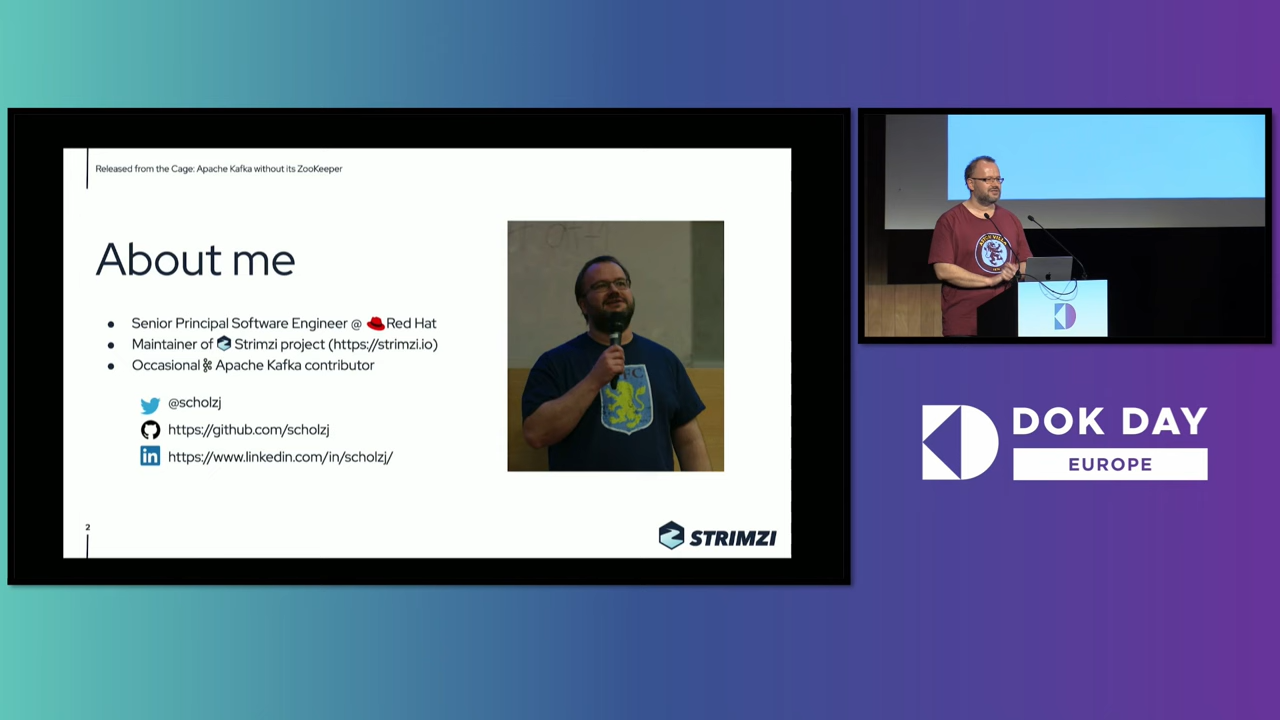 Released from the Cage: Apache Kafka without its ZooKeeper
About me
● Senior Principal Software Engineer @ Red Hat
● Maintainer of Strimzi project (https://strimzi.io)
● Occasional Apache Kafka contributor
@scholzj
https://github.com/scholzj
in https://www.linkedin.com/in/scholzj/
2
STRIMZI
DOK DAY
EUROPE